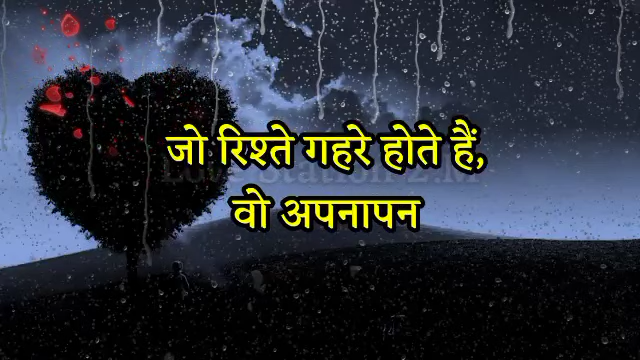 जो रिश्ते गहरे होते हैं,
वो अपनापन